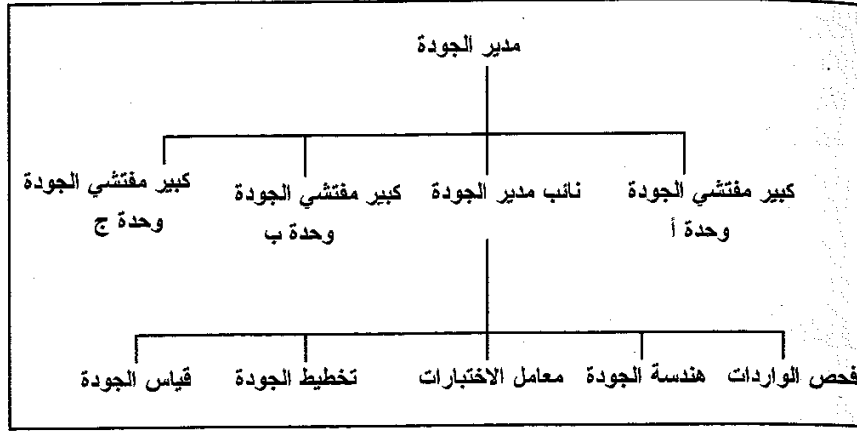 مدير الجودة
كبير مفتشي الجودة
وحدة أ
نائب مدير الجودة
كبير مفتشي الجودة
وحدة ب
كبير مفتشي الجودة
وحدة ج
فحص الواردات
هندسة الجودة
معامل الاختبارات
تخطيط الجودة
قياس الجودة